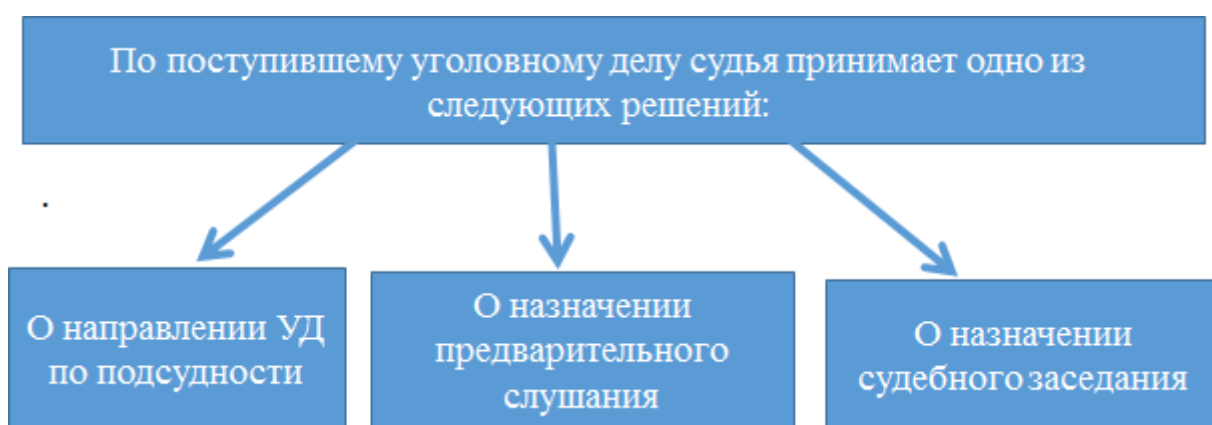 По поступившему уголовному делу судья принимает одно из
следующих решений:
.
О направлении УД
по подсудности
О назначении
предварительного
слушания
О назначении
судебного заседания